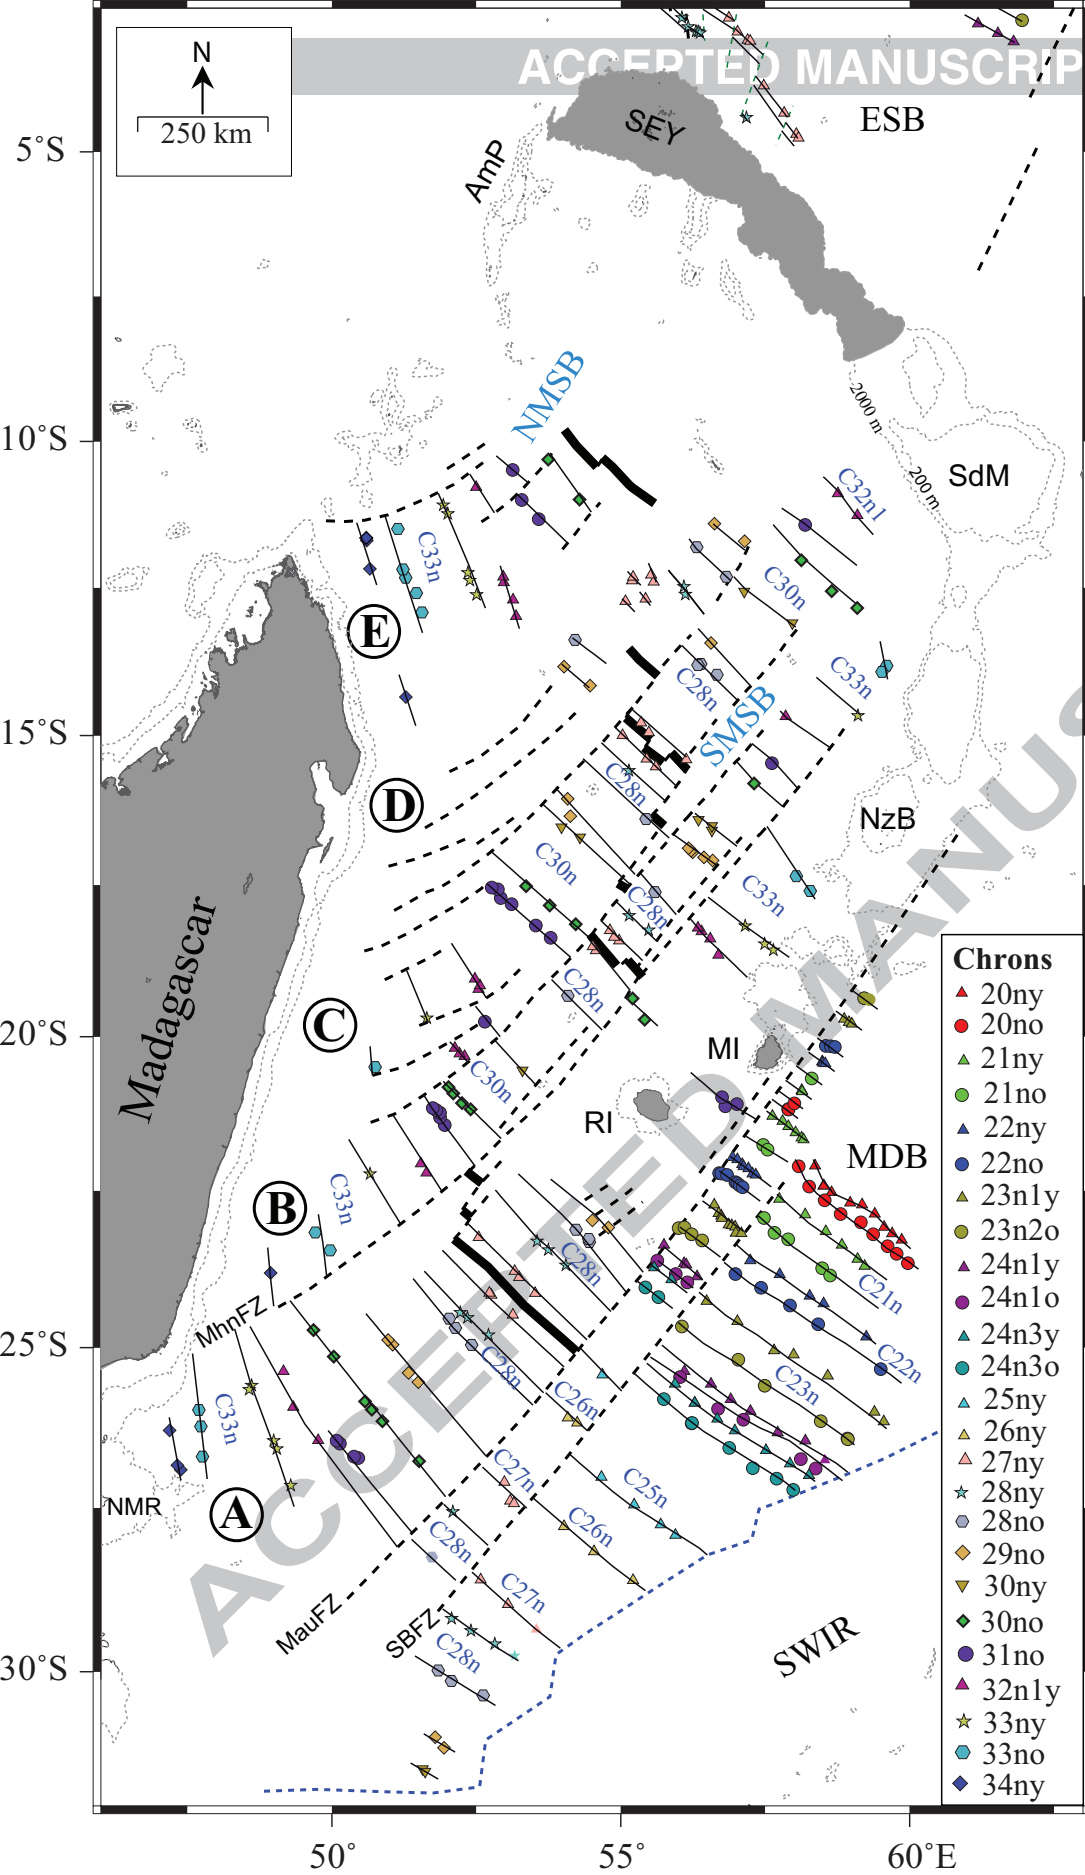 N
250 km
ACCEPTED MANUSCRIP
ACCEPTED MANUS
5°S
10°S
15°S
20°S
25°S
30°S
50°
55°
60°E
SEY
AmP
ESB
NMSB
2000 m
200 m
SdM
C32n1
C33n
C30n
E
C28n
C33n
SMSB
D
C28n
NzB
C30n
C28n
C33n
Madagascar
C28n
C
C30n
MI
RI
MDB
B
C33n
C28n
C21n
MhnFZ
C28n
C22n
C26n
C23n
C33n
C27n
C25n
NMR
A
C26n
C28n
C27n
MauFZ
SBFZ
C28n
SWIR
Chrons
20ny
20no
21ny
21no
22ny
22no
23n1y
23n2o
24n1y
24n1o
24n3y
24n3o
25ny
26ny
27ny
28ny
28no
29no
30ny
30no
31no
32n1y
33ny
33no
34ny